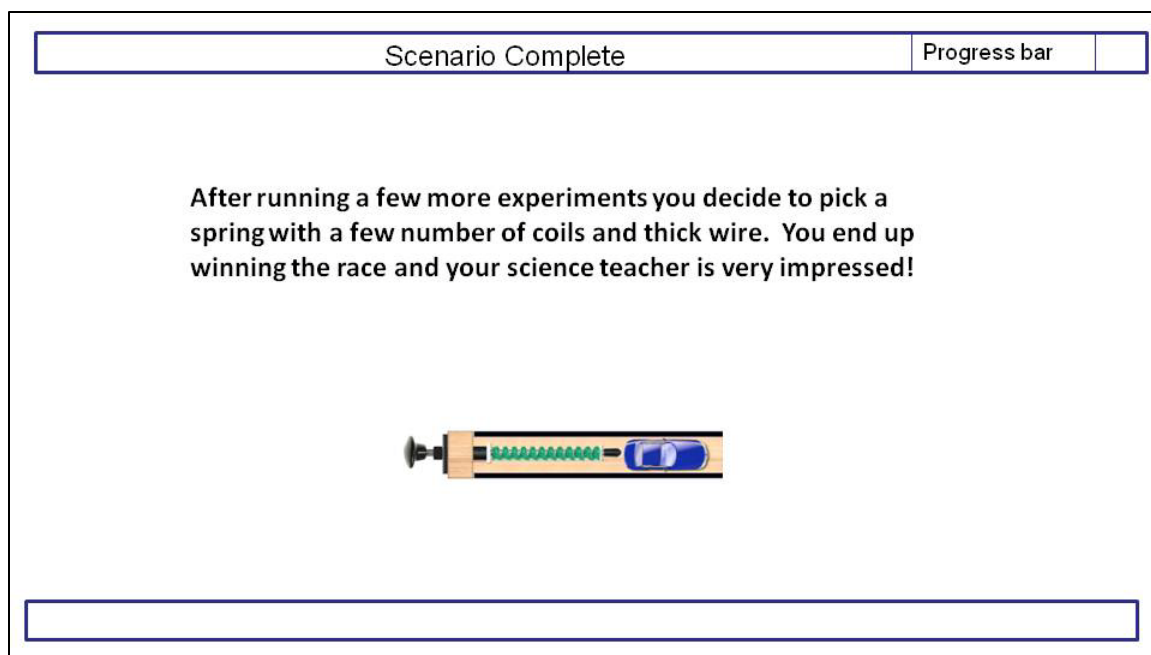 Scenario Complete
Progress bar
After running a few more experiments you decide to pick a
spring with a few number of coils and thick wire.  You end up
winning the race and your science teacher is very impressed!